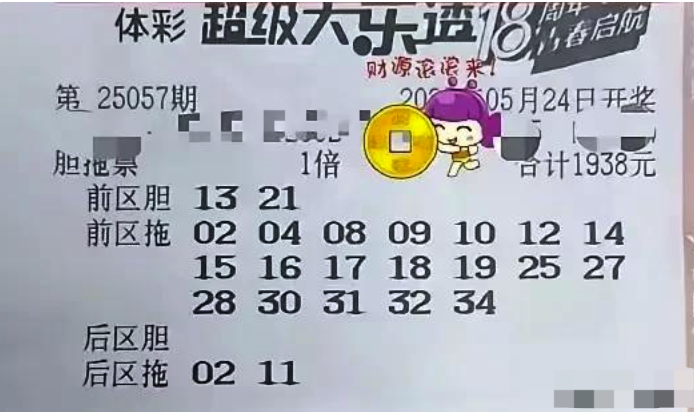 体彩 超级大乐透 18周年 青春启航
财源滚滚来!
第 25057期 2 05月24日开奖
胆拖票 1倍 合计1938元
前区胆 13 21
前区拖 02 04 08 09 10 12 14
15 16 17 18 19 25 27
28 30 31 32 34
后区胆
后区拖 02 11